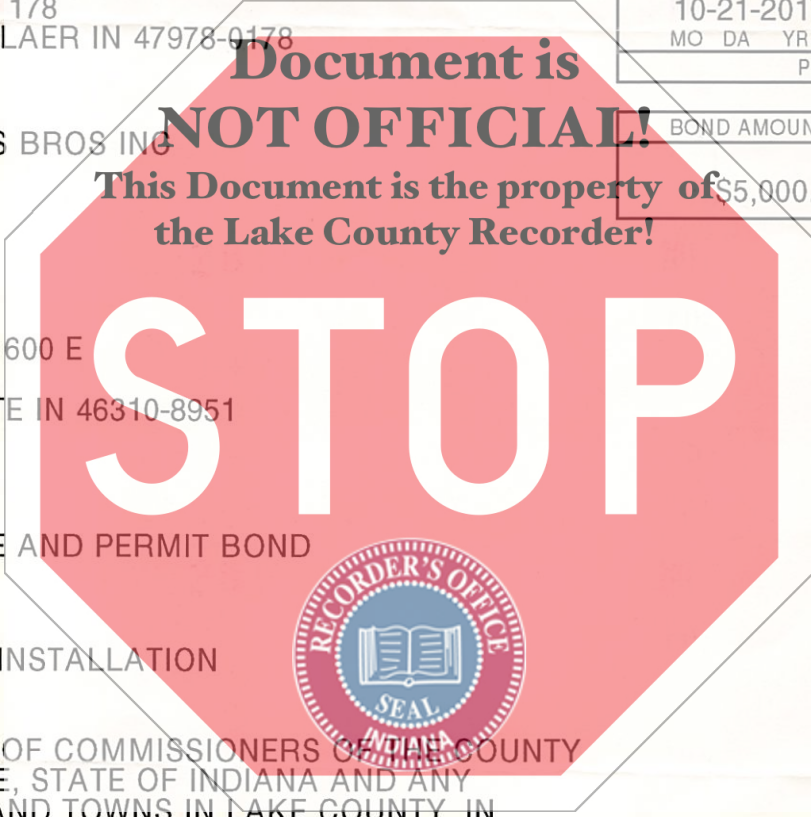 178
10-21-201
LAER IN 47978-0178
MO DA YR
Document is
P
NOT OFFICIAL!
S BROS INC
BOND AMOUN
This Document is the property of
$5,000
the Lake County Recorder!
STOP
600 E
E IN 46310-8951
E AND PERMIT BOND
RECORDER'S OFFICE
INSTALLATION
SEAL
INDIANA
OF COMMISSIONERS OF THE COUNTY
E, STATE OF INDIANA AND ANY
AND TOWNS IN LAKE COUNTY, IN